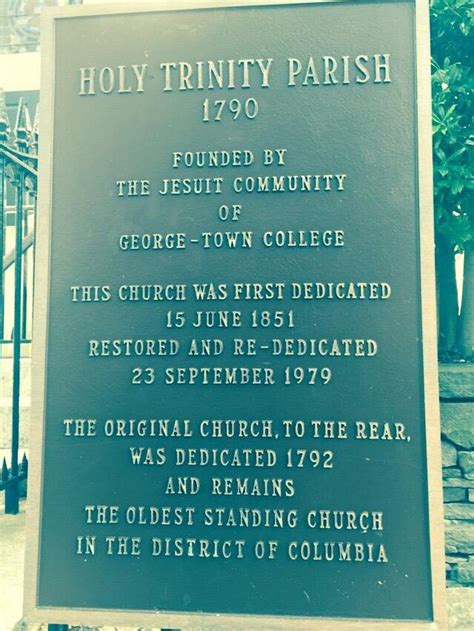 HOLY TRINITY PARISH
1790
FOUNDED BY
THE JESUIT COMMUNITY
OF
GEORGE-TOWN COLLEGE
THIS CHURCH WAS FIRST DEDICATED
15 JUNE 1851
RESTORED AND RE-DEDICATED
23 SEPTEMBER 1979
THE ORIGINAL CHURCH, TO THE REAR,
WAS DEDICATED 1792
AND REMAINS
THE OLDEST STANDING CHURCH
IN THE DISTRICT OF COLUMBIA